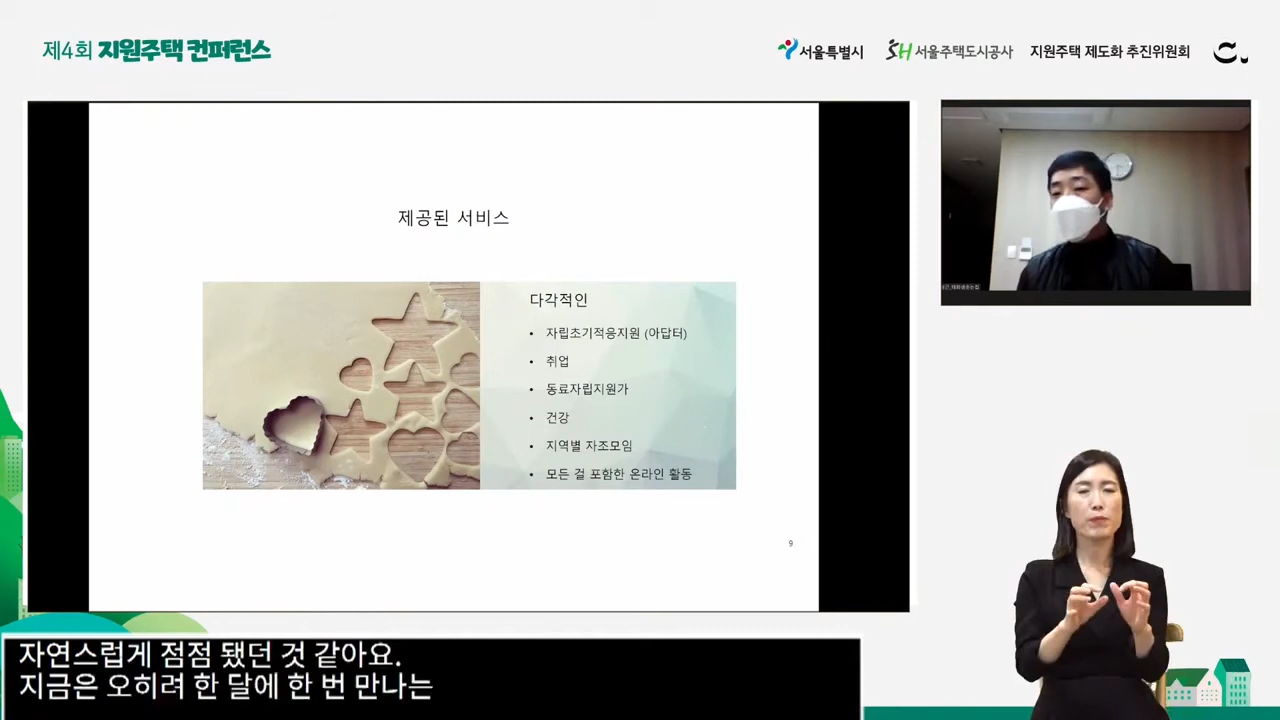 제4회 지원주택 컨퍼런스
서울특별시
SH 서울주택도시공사
지원주택 제도화 추진위원회
제공된 서비스
다각적인
• 자립초기적응지원 (아답터)
• 취업
• 동료자립지원가
• 건강
• 지역별 자조모임
• 모든 걸 포함한 온라인 활동
9
자연스럽게 점점 됐던 것 같아요.
지금은 오히려 한 달에 한 번 만나는